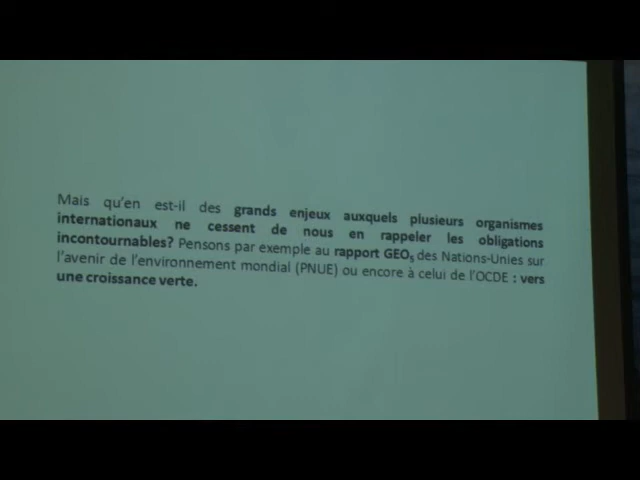 Mais qu'en est-il des grands enjeux auxquels plusieurs organismes
internationaux ne cessent de nous en rappeler les obligations
incontournables? Pensons par exemple au rapport GEO5 des Nations-Unies sur
l'avenir de l'environnement mondial (PNUE) ou encore à celui de l'OCDE : vers
une croissance verte.